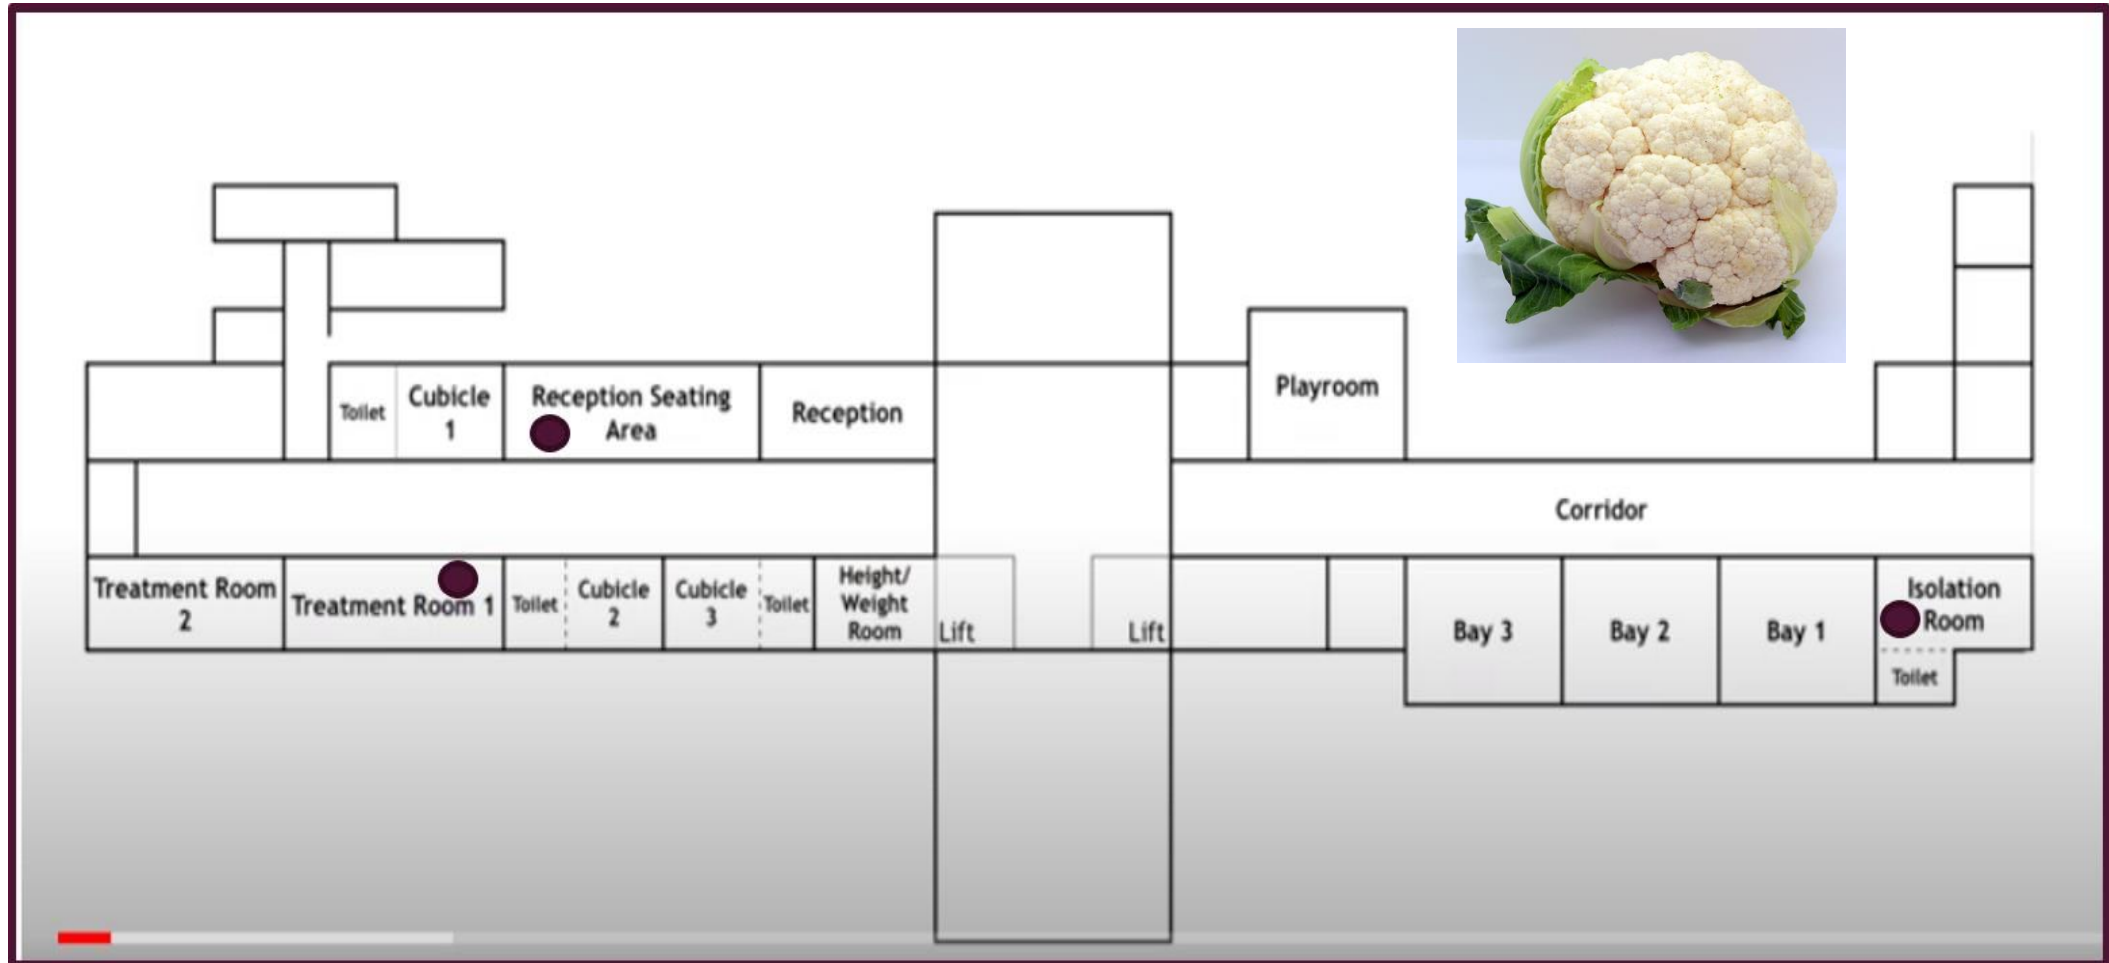 Toilet
Cubicle
1
Reception Seating
Area
Reception
Playroom
Corridor
Treatment Room
2
Treatment Room 1
Toilet
Cubicle
2
Cubicle
3
Toilet
Height/
Weight
Room
Lift
Lift
Bay 3
Bay 2
Bay 1
Isolation
Room
Toilet